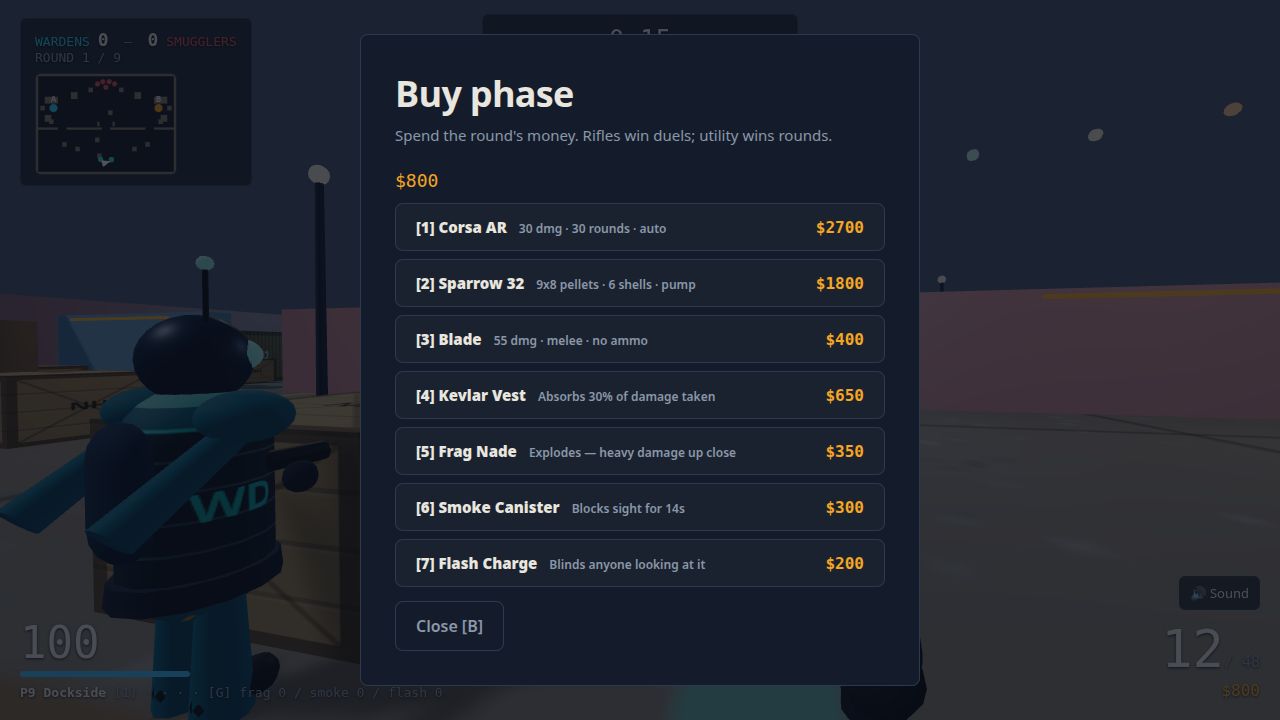 WARDENS 0 — 0 SMUGGLERS
ROUND 1 / 9
A
B
Buy phase
Spend the round's money. Rifles win duels; utility wins rounds.
$800
[1] Corsa AR 30 dmg · 30 rounds · auto $2700
[2] Sparrow 32 9x8 pellets · 6 shells · pump $1800
[3] Blade 55 dmg · melee · no ammo $400
[4] Kevlar Vest Absorbs 30% of damage taken $650
[5] Frag Nade Explodes — heavy damage up close $350
[6] Smoke Canister Blocks sight for 14s $300
[7] Flash Charge Blinds anyone looking at it $200
Close [B]
WD
🔊 Sound
100
12 / 48
P9 Dockside [1] · · · [G] frag 0 / smoke 0 / flash 0
$800